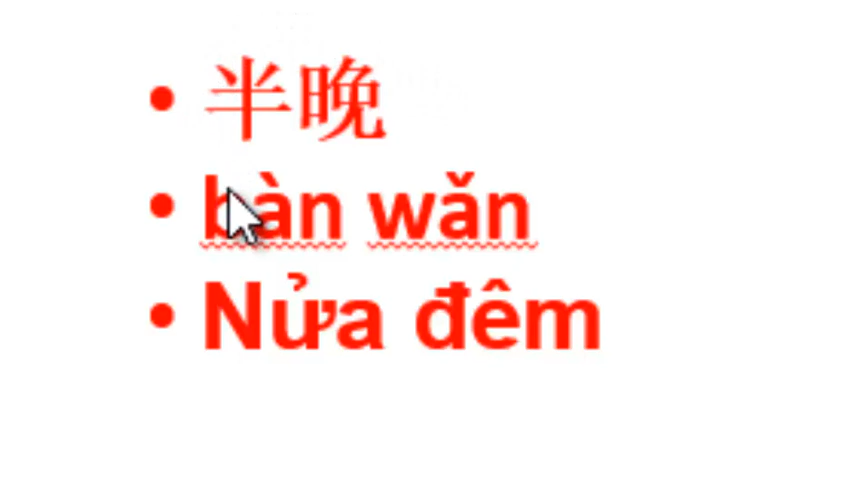 • 半晚
• bàn wǎn
• Nửa đêm